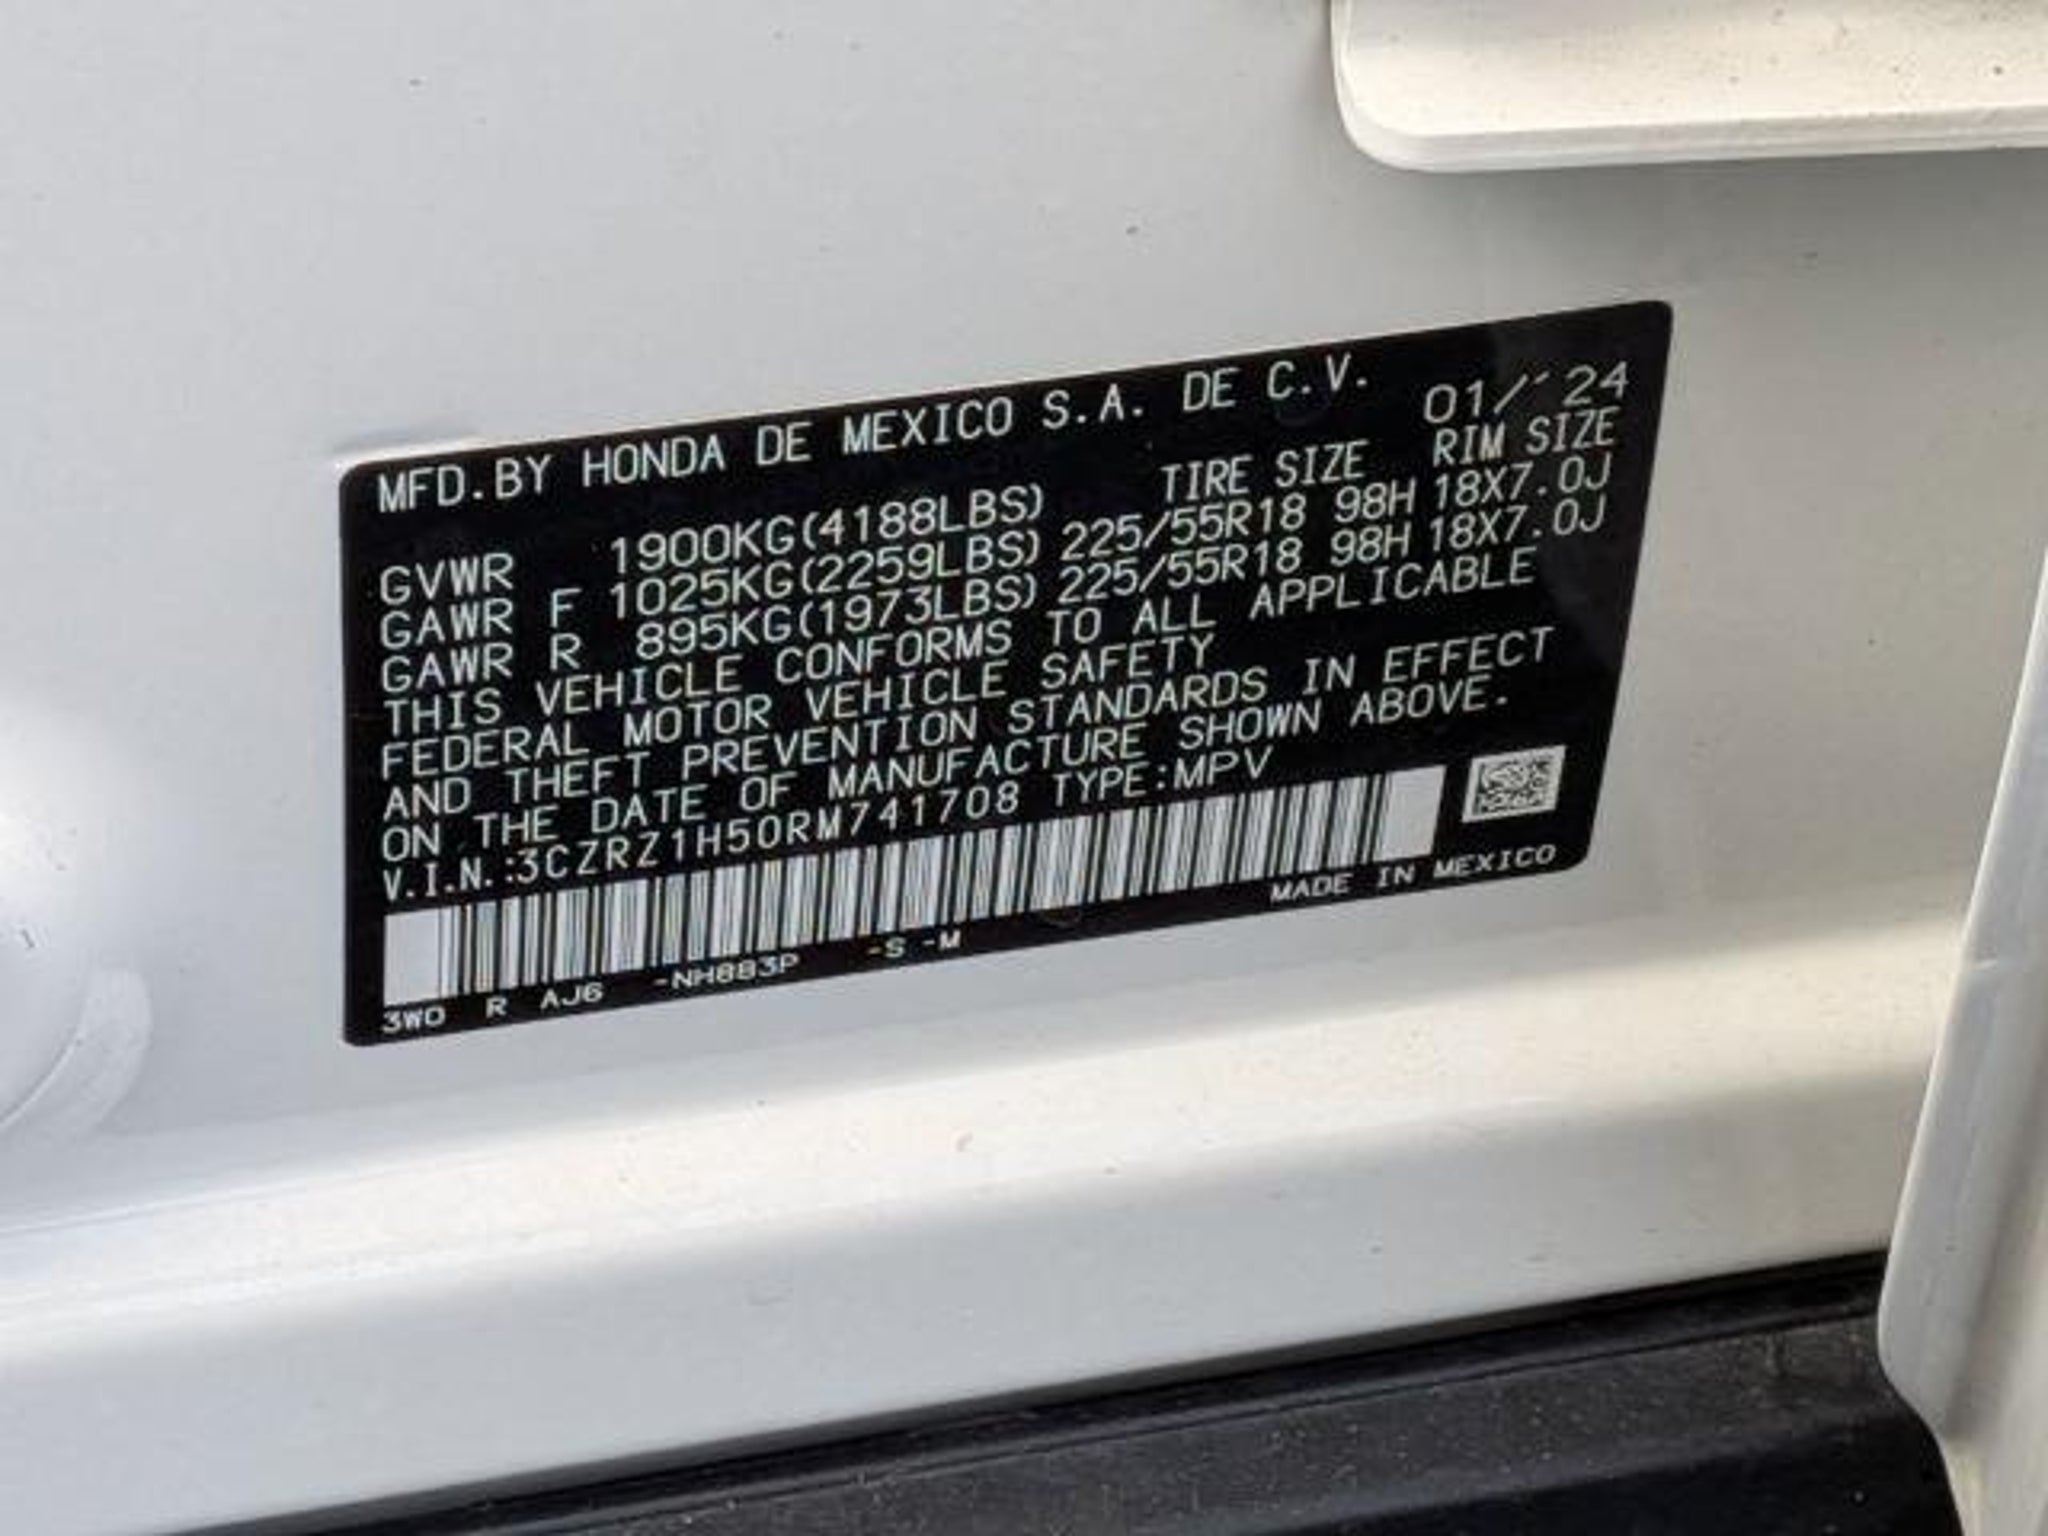 MFD.BY HONDA DE MEXICO S.A. DE C.V. 01/'24
TIRE SIZE RIM SIZE
GVWR 1900KG(4188LBS)
GAWR F 1025KG(2259LBS) 225/55R18 98H 18X7.0J
GAWR R 895KG(1973LBS) 225/55R18 98H 18X7.0J
THIS VEHICLE CONFORMS TO ALL APPLICABLE
FEDERAL MOTOR VEHICLE SAFETY
AND THEFT PREVENTION STANDARDS IN EFFECT
ON THE DATE OF MANUFACTURE SHOWN ABOVE.
V.I.N.:3CZRZ1H50RM741708 TYPE:MPV
MADE IN MEXICO
3W0 R AJ6 -NH883P -S -M